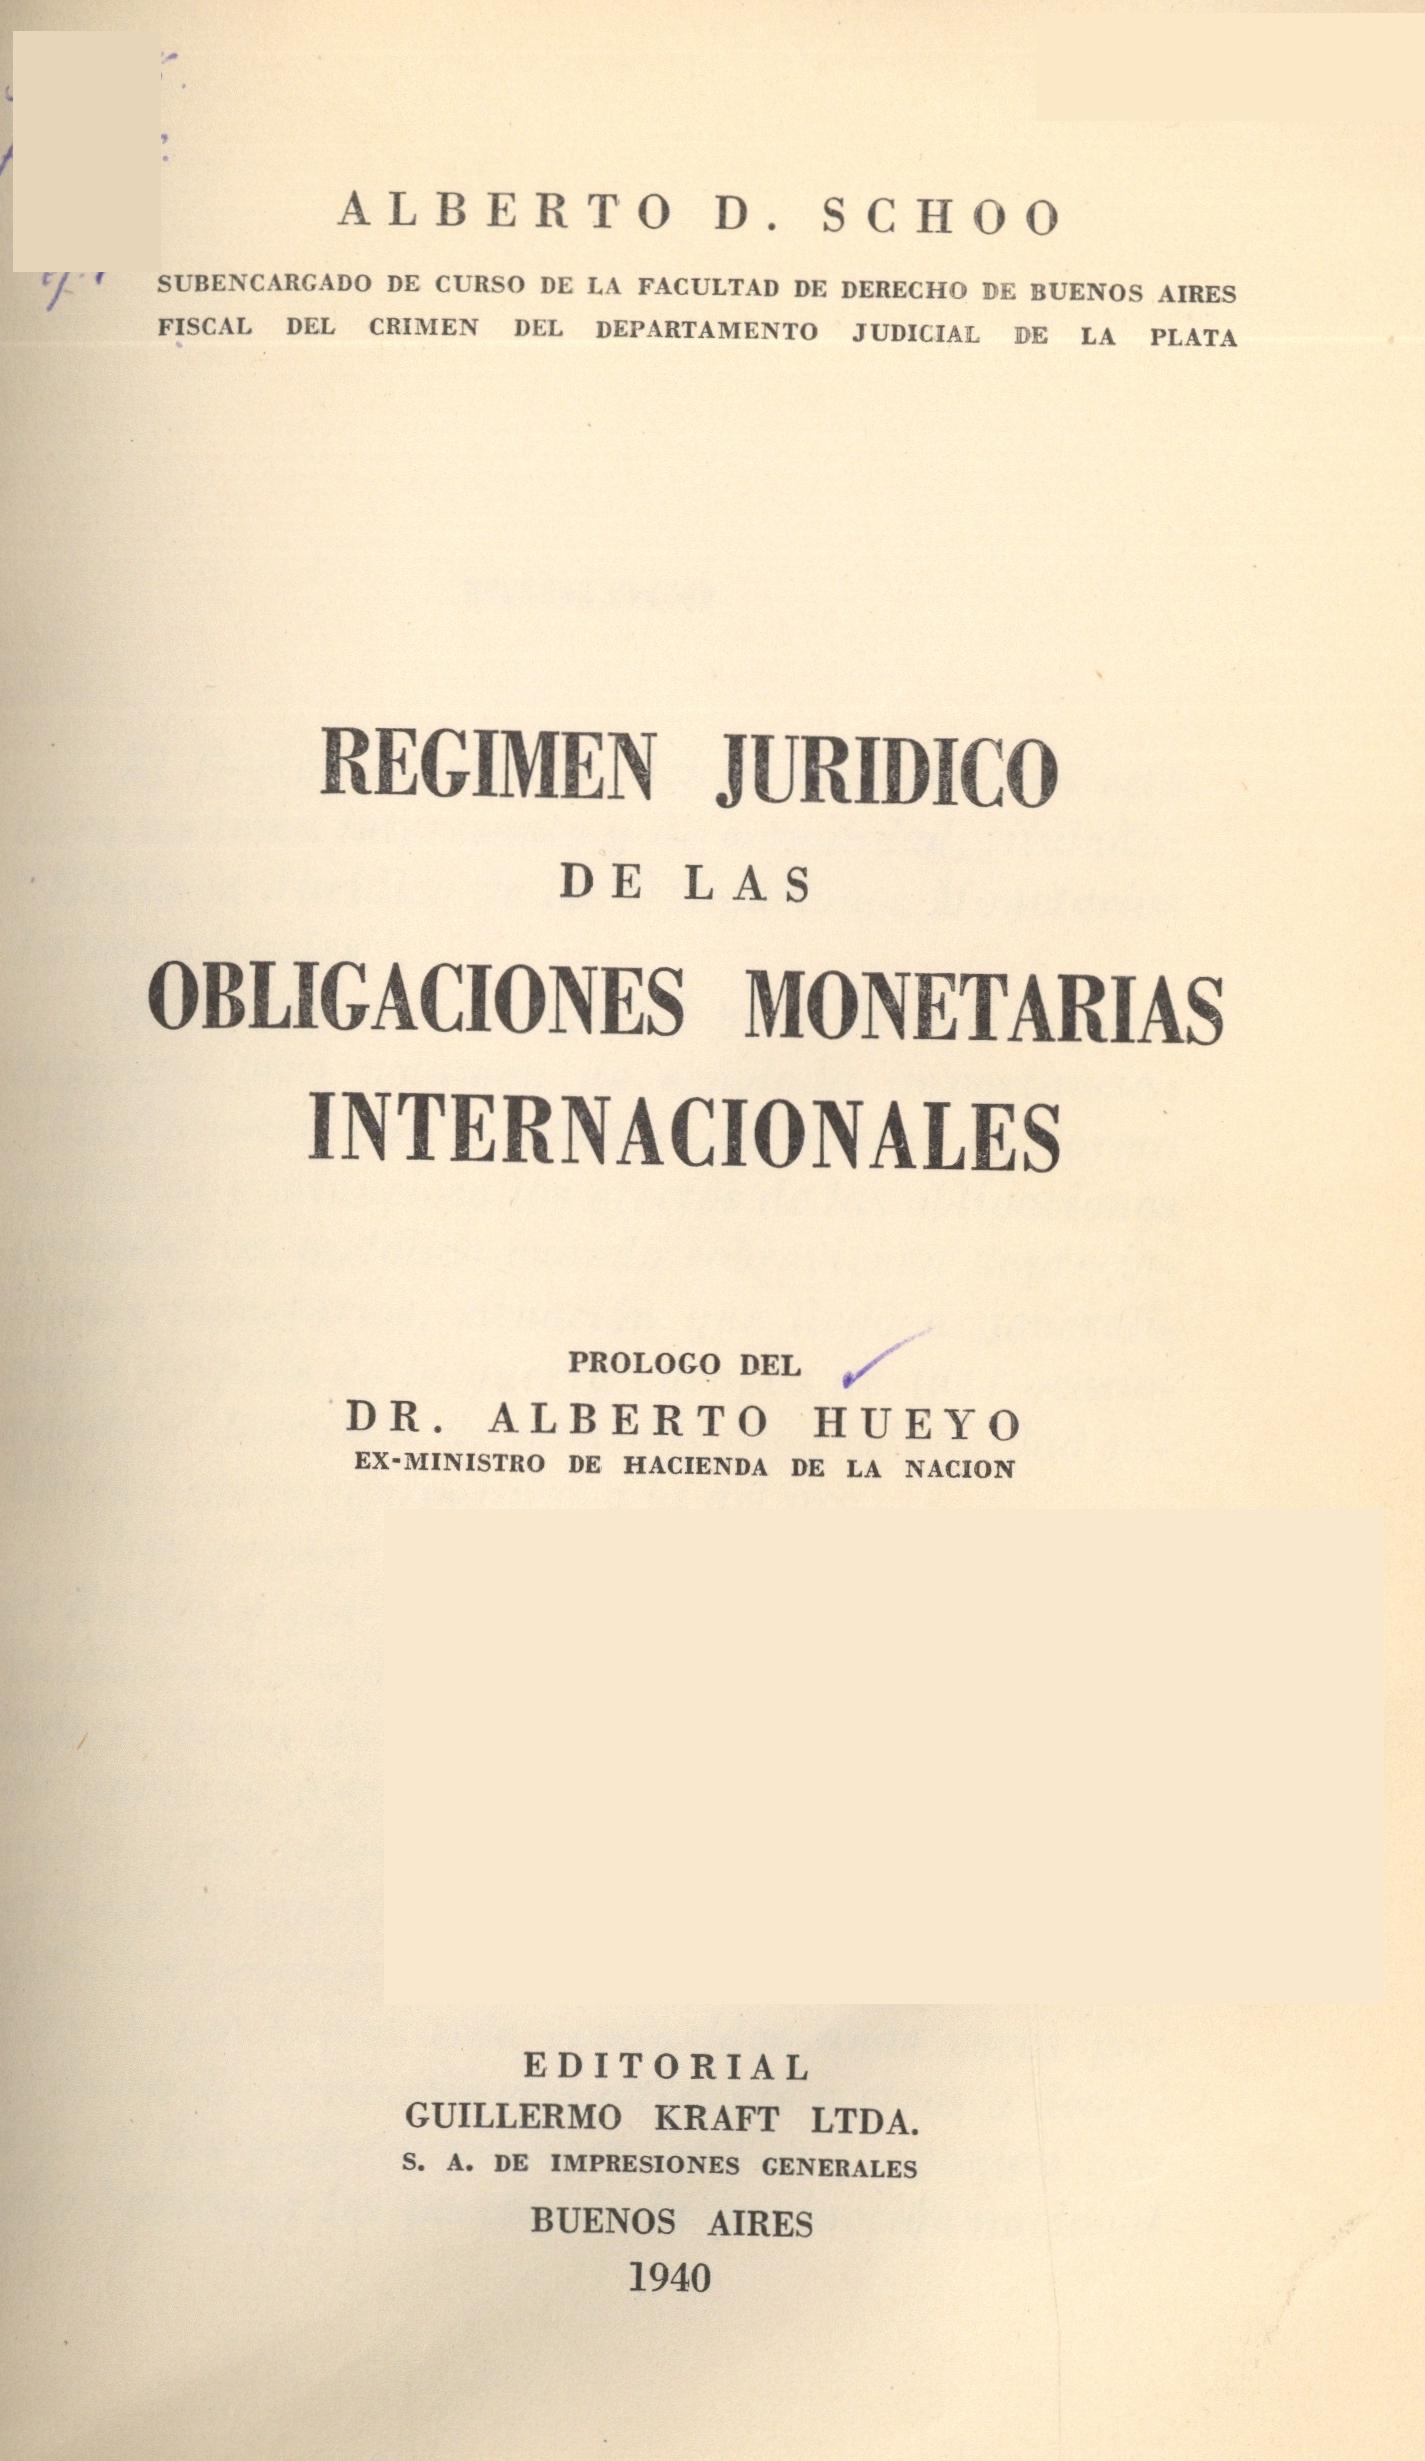 ALBERTO D. SCHOO
SUBENCARGADO DE CURSO DE LA FACULTAD DE DERECHO DE BUENOS AIRES
FISCAL DEL CRIMEN DEL DEPARTAMENTO JUDICIAL DE LA PLATA
REGIMEN JURIDICO
DE LAS
OBLIGACIONES MONETARIAS
INTERNACIONALES
PROLOGO DEL
DR. ALBERTO HUEYO
EX-MINISTRO DE HACIENDA DE LA NACION
EDITORIAL
GUILLERMO KRAFT LTDA.
S. A. DE IMPRESIONES GENERALES
BUENOS AIRES
1940